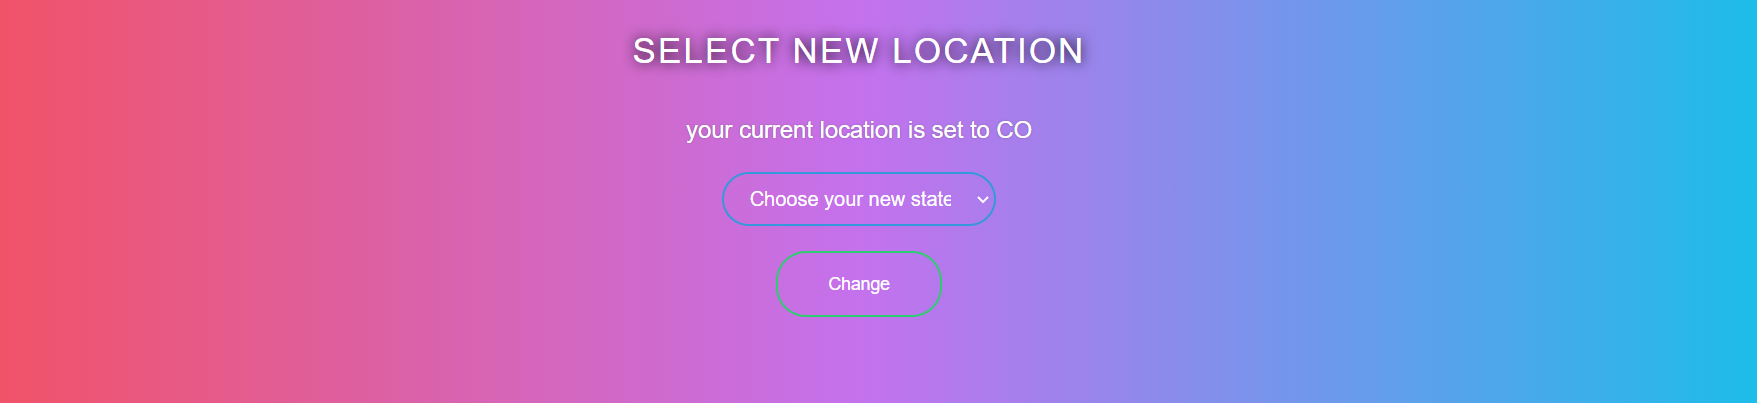 SELECT NEW LOCATION
your current location is set to CO
Choose your new state
Change